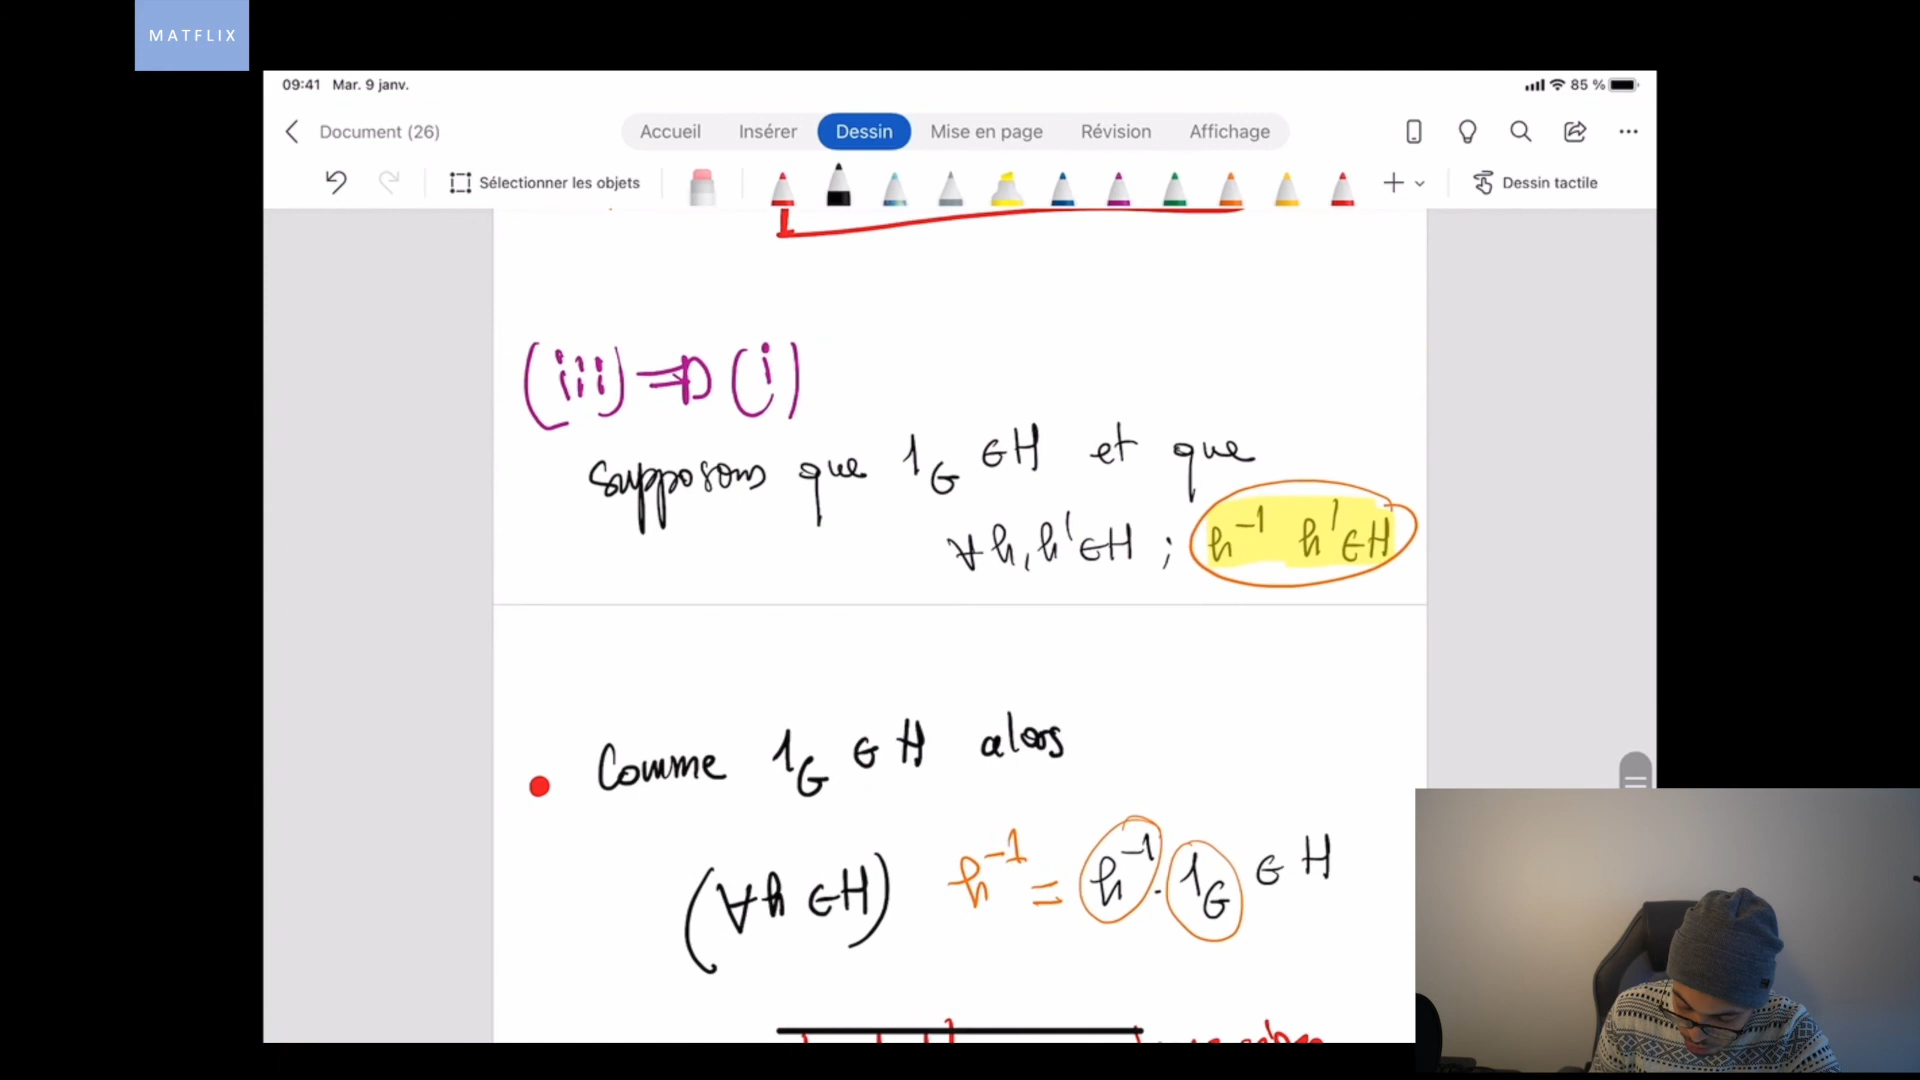 MATFLIX
09:41 Mar. 9 janv.
85 %
Document (26)
Accueil Insérer Dessin Mise en page Révision Affichage
Sélectionner les objets
Dessin tactile
(iii) ⇒ (i)
Supposons que 1_G ∈ H et que
∀ h, h' ∈ H ; h⁻¹ h' ∈ H
• Comme 1_G ∈ H alors
(∀ h ∈ H) h⁻¹ = h⁻¹ . 1_G ∈ H